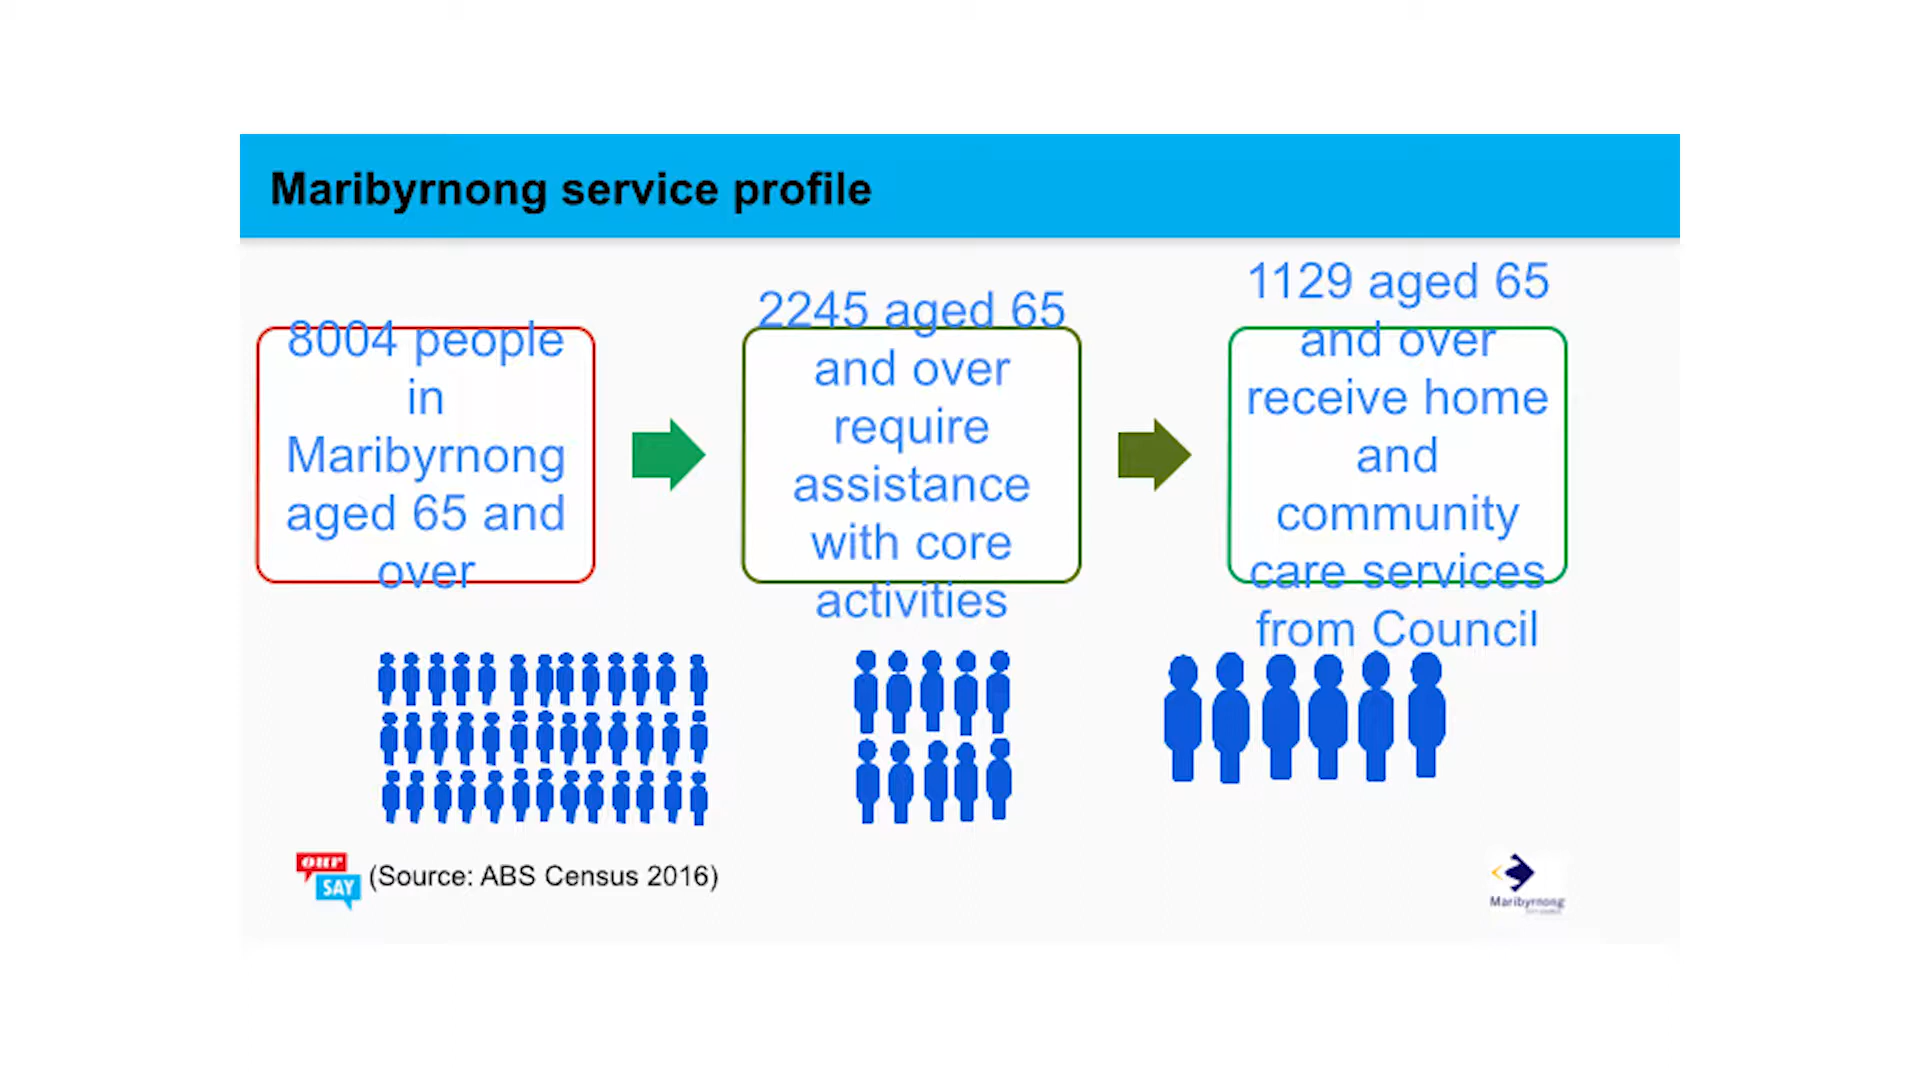 Maribyrnong service profile
8004 people
in
Maribyrnong
aged 65 and
over
2245 aged 65
and over
require
assistance
with core
activities
1129 aged 65
and over
receive home
and
community
care services
from Council
our
SAY
(Source: ABS Census 2016)
Maribyrnong